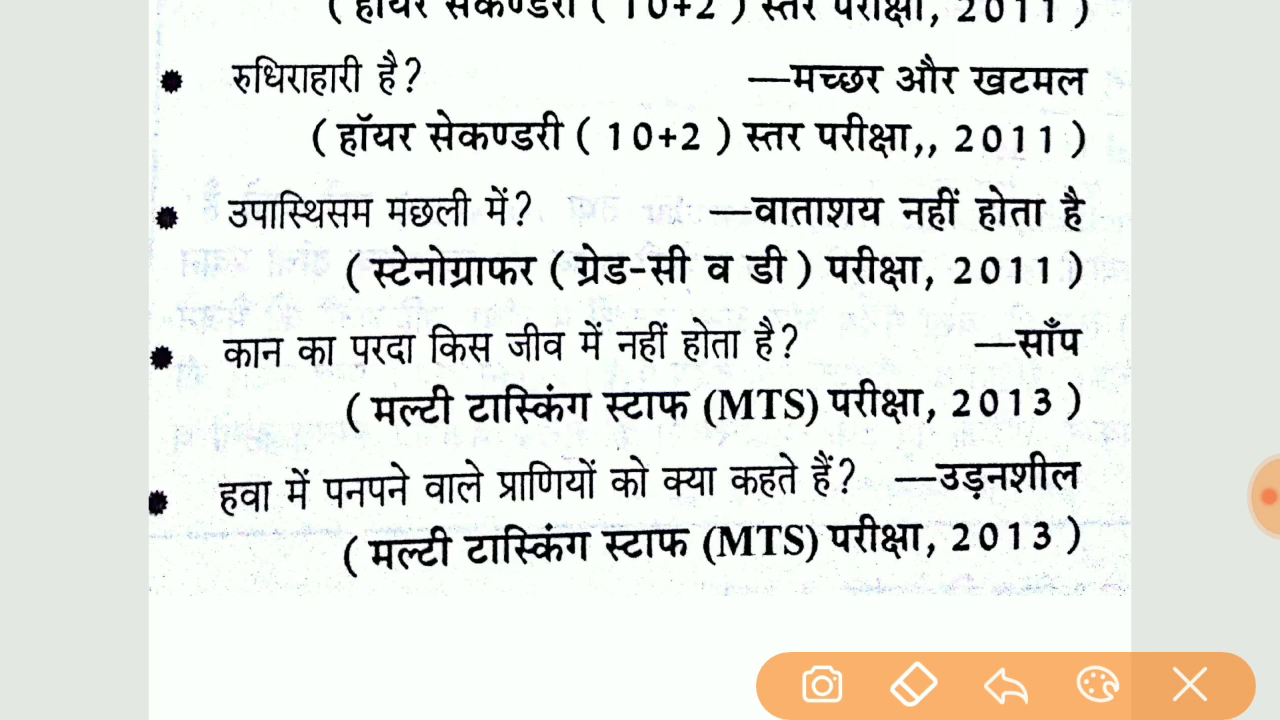 ( हॉयर सेकण्डरी ( 10+2 ) स्तर परीक्षा, 2011 )
रुधिराहारी है? —मच्छर और खटमल
( हॉयर सेकण्डरी ( 10+2 ) स्तर परीक्षा,, 2011 )
उपास्थिसम मछली में? —वाताशय नहीं होता है
( स्टेनोग्राफर ( ग्रेड-सी व डी ) परीक्षा, 2011 )
कान का परदा किस जीव में नहीं होता है? —साँप
( मल्टी टास्किंग स्टाफ (MTS) परीक्षा, 2013 )
हवा में पनपने वाले प्राणियों को क्या कहते हैं? —उड़नशील
( मल्टी टास्किंग स्टाफ (MTS) परीक्षा, 2013 )